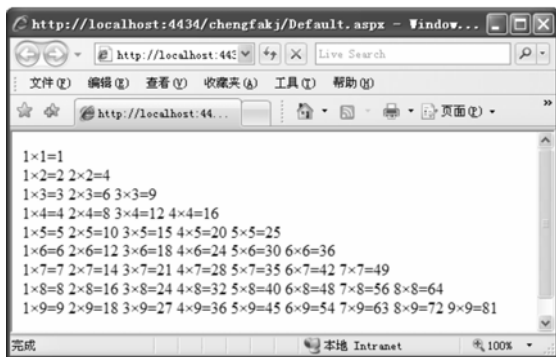 http://localhost:4434/chengfakj/Default.aspx - Window...
http://localhost:443
Live Search
文件(F) 编辑(E) 查看(V) 收藏夹(A) 工具(T) 帮助(H)
http://localhost:44...
页面(P)
1×1=1
1×2=2 2×2=4
1×3=3 2×3=6 3×3=9
1×4=4 2×4=8 3×4=12 4×4=16
1×5=5 2×5=10 3×5=15 4×5=20 5×5=25
1×6=6 2×6=12 3×6=18 4×6=24 5×6=30 6×6=36
1×7=7 2×7=14 3×7=21 4×7=28 5×7=35 6×7=42 7×7=49
1×8=8 2×8=16 3×8=24 4×8=32 5×8=40 6×8=48 7×8=56 8×8=64
1×9=9 2×9=18 3×9=27 4×9=36 5×9=45 6×9=54 7×9=63 8×9=72 9×9=81
完成 本地 Intranet 100%